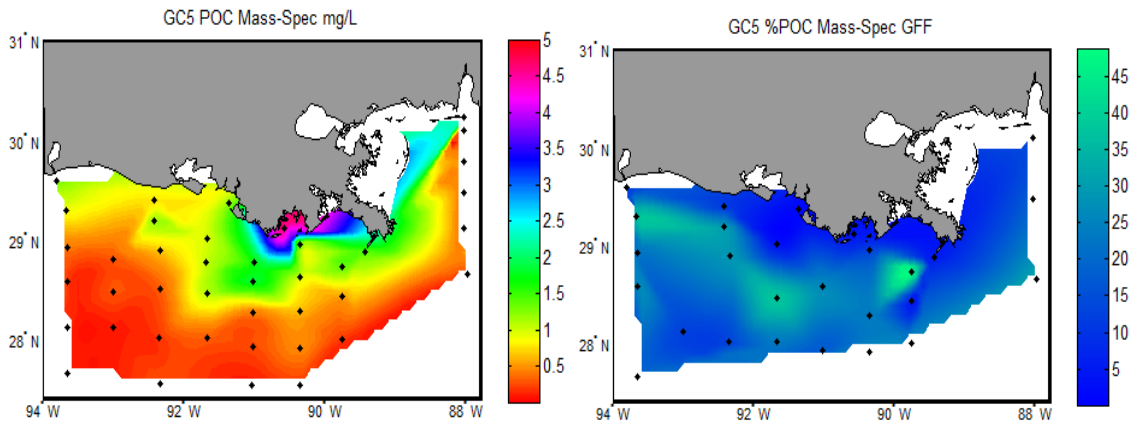 GC5 POC Mass-Spec mg/L
31° N
30° N
29° N
28° N
94° W
92° W
90° W
88° W
5
4.5
4
3.5
3
2.5
2
1.5
1
0.5
GC5 %POC Mass-Spec GFF
31° N
30° N
29° N
28° N
94° W
92° W
90° W
88° W
45
40
35
30
25
20
15
10
5